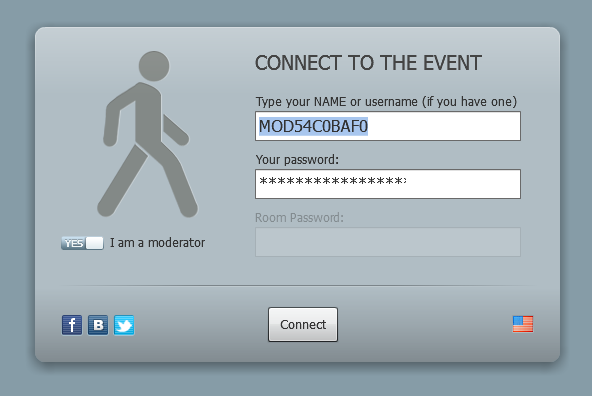 CONNECT TO THE EVENT
Type your NAME or username (if you have one)
MOD54C0BAF0
Your password:
*****************
Room Password:
YES I am a moderator
f B
Connect